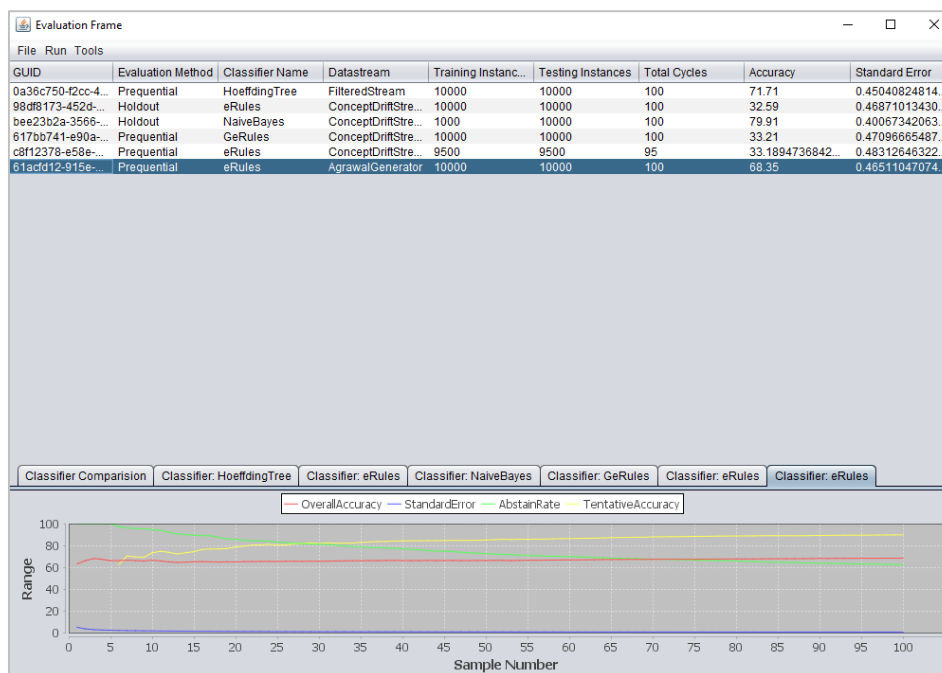 Evaluation Frame
File Run Tools
GUID Evaluation Method Classifier Name Datastream Training Instanc... Testing Instances Total Cycles Accuracy Standard Error
0a36c750-f2cc-4... Prequential HoeffdingTree FilteredStream 10000 10000 100 71.71 0.45040824814...
98df8173-452d-... Holdout eRules ConceptDriftStre... 10000 10000 100 32.59 0.46871013430...
bee23b2a-3566-... Holdout NaiveBayes ConceptDriftStre... 1000 10000 100 79.91 0.40067342063...
617bb741-e90a-... Prequential GeRules ConceptDriftStre... 10000 10000 100 33.21 0.47096665487...
c8f12378-e58e-... Prequential eRules ConceptDriftStre... 9500 9500 95 33.1894736842... 0.48312646322...
61acfd12-915e-... Prequential eRules AgrawalGenerator 10000 10000 100 68.35 0.46511047074...
Classifier Comparision Classifier: HoeffdingTree Classifier: eRules Classifier: NaiveBayes Classifier: GeRules Classifier: eRules Classifier: eRules
OverallAccuracy StandardError AbstainRate TentativeAccuracy
Range
100
80
60
40
20
0
0 5 10 15 20 25 30 35 40 45 50 55 60 65 70 75 80 85 90 95 100
Sample Number